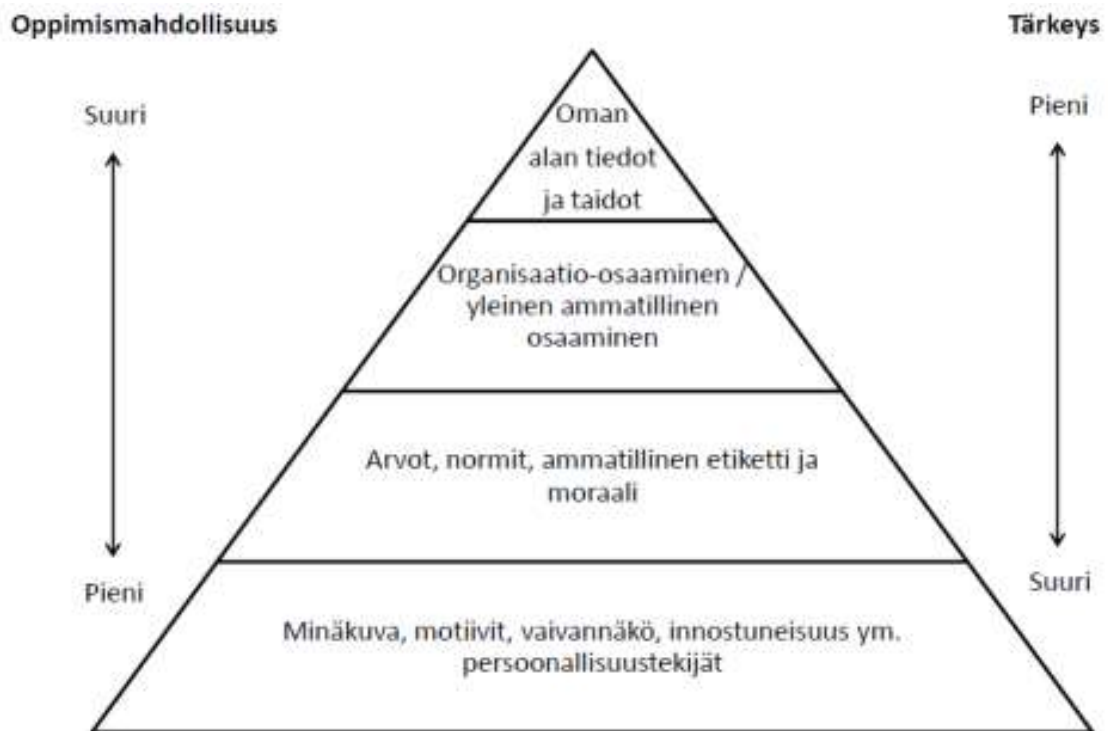 Oppimismahdollisuus
Tärkeys
Suuri
Pieni
Oman
alan tiedot
ja taidot
Organisaatio-osaaminen /
yleinen ammatillinen
osaaminen
Arvot, normit, ammatillinen etiketti ja
moraali
Pieni
Suuri
Minäkuva, motiivit, vaivannäkö, innostuneisuus ym.
persoonallisuustekijät